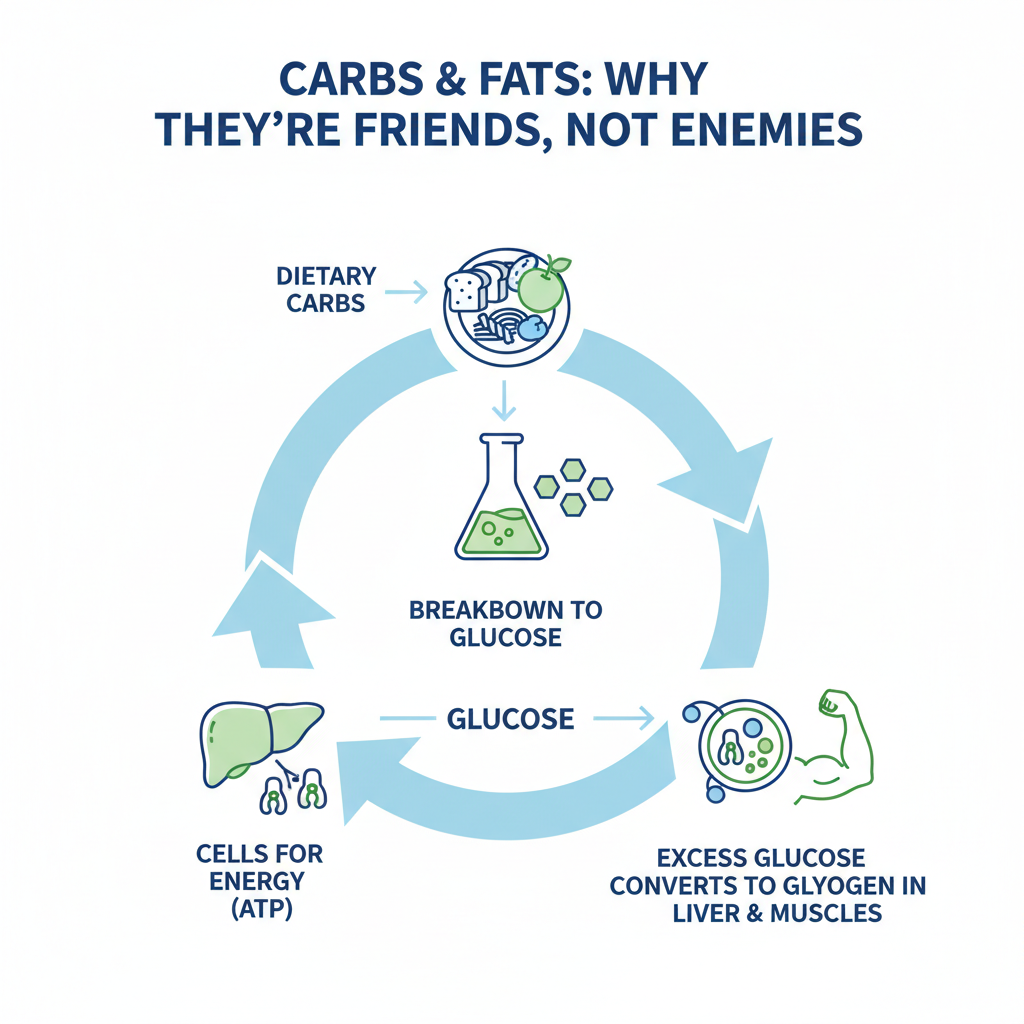 CARBS & FATS: WHY
THEY'RE FRIENDS, NOT ENEMIES
DIETARY
CARBS
BREAKBOWN TO
GLUCOSE
GLUCOSE
CELLS FOR
ENERGY
(ATP)
EXCESS GLUCOSE
CONVERTS TO GLYOGEN IN
LIVER & MUSCLES